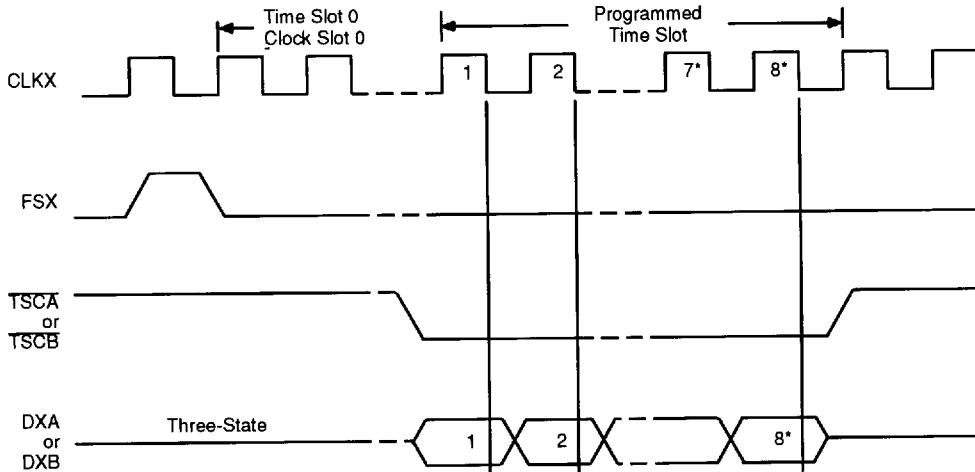 Time Slot 0
Clock Slot 0
Programmed
Time Slot
CLKX
1
2
7*
8*
FSX
TSCA
or
TSCB
DXA
or
DXB
Three-State
1
2
8*